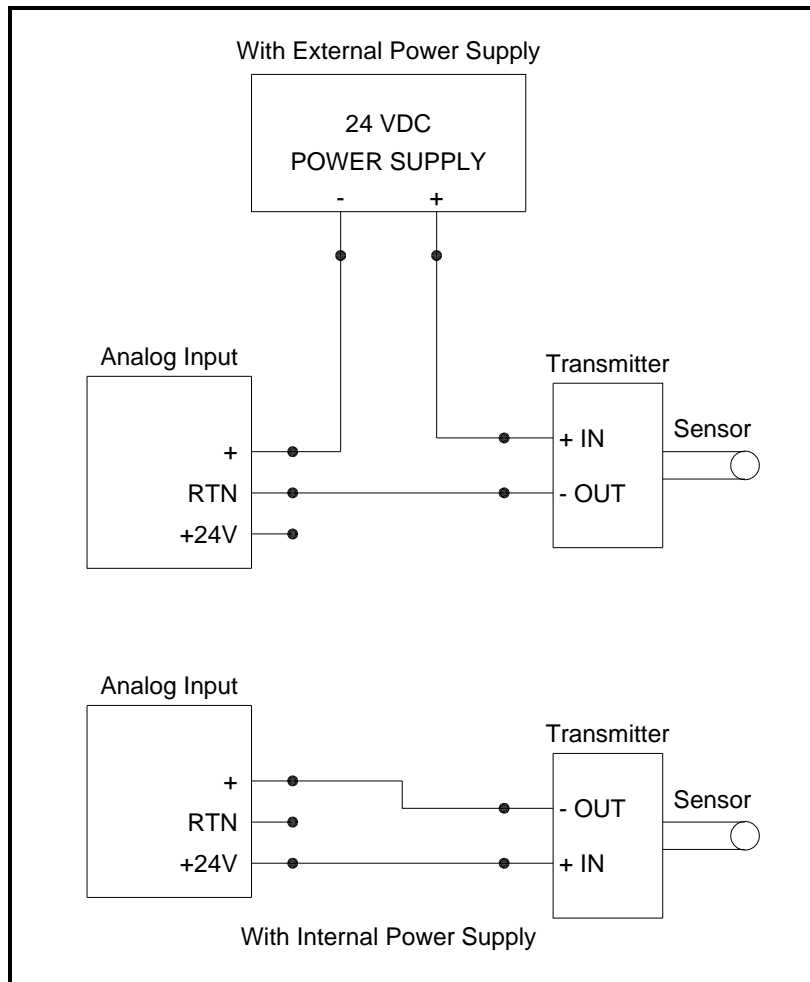 With External Power Supply
24 VDC
POWER SUPPLY
- +
Analog Input
+
RTN
+24V
Transmitter
+ IN
- OUT
Sensor
Analog Input
+
RTN
+24V
Transmitter
- OUT
+ IN
Sensor
With Internal Power Supply